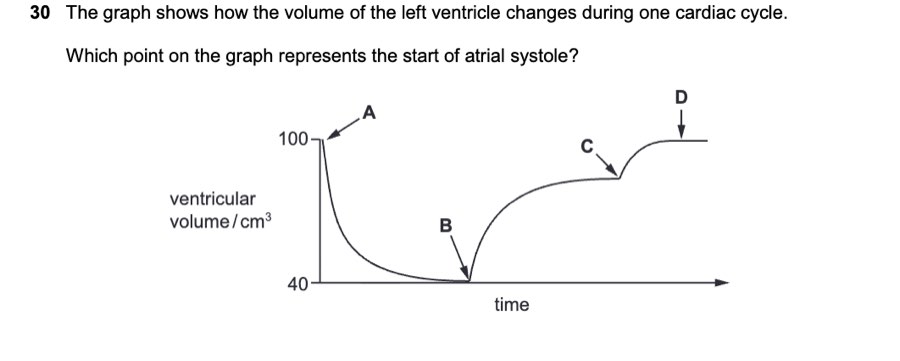 30 The graph shows how the volume of the left ventricle changes during one cardiac cycle.
Which point on the graph represents the start of atrial systole?
D
A
100
C
ventricular
volume / cm³
B
40
time